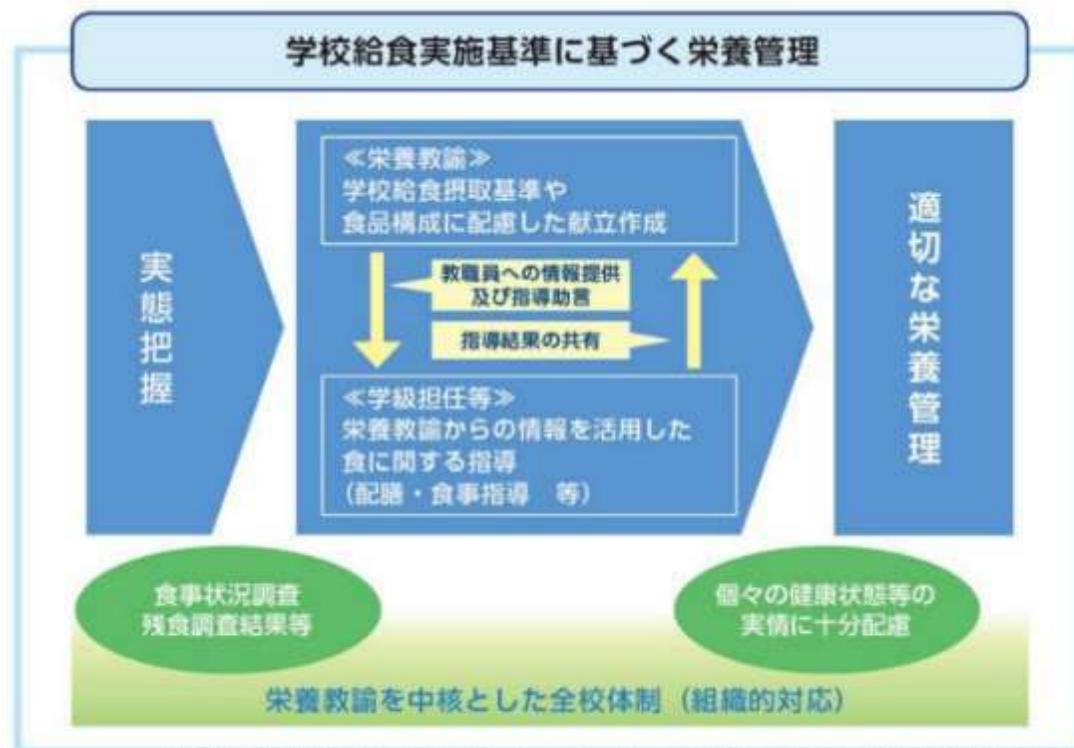 学校給食実施基準に基づく栄養管理
実態把握
≪栄養教諭≫
学校給食摂取基準や
食品構成に配慮した献立作成
教職員への情報提供
及び指導助言
指導結果の共有
≪学級担任等≫
栄養教諭からの情報を活用した
食に関する指導
(配膳・食事指導　等)
適切な栄養管理
食事状況調査
残食調査結果等
個々の健康状態等の
実情に十分配慮
栄養教諭を中核とした全校体制(組織的対応)